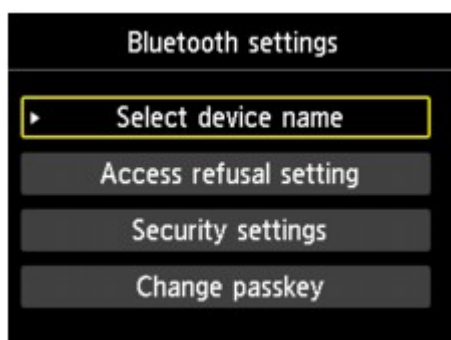 Bluetooth settings
Select device name
Access refusal setting
Security settings
Change passkey